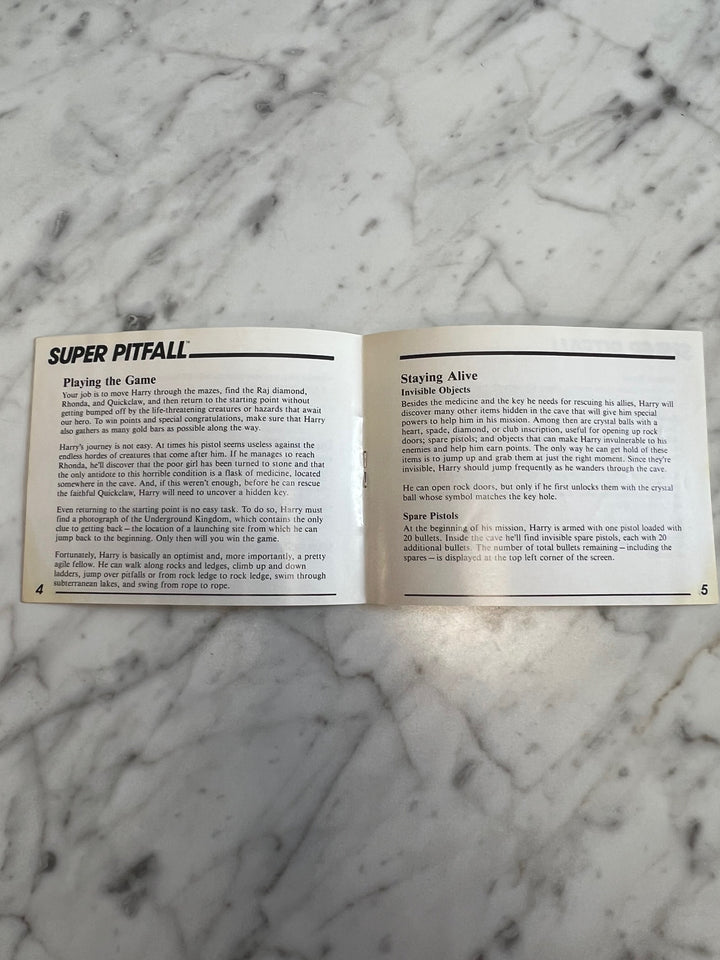 SUPER PITFALL™
Playing the Game
Your job is to move Harry through the mazes, find the Raj diamond,
Rhonda, and Quickclaw, and then return to the starting point without
getting bumped off by the life-threatening creatures or hazards that await
our hero. To win points and special congratulations, make sure that Harry
also gathers as many gold bars as possible along the way.
Harry's journey is not easy. At times his pistol seems useless against the
endless hordes of creatures that come after him. If he manages to reach
Rhonda, he'll discover that the poor girl has been turned to stone and that
the only antidote to this horrible condition is a flask of medicine, located
somewhere in the cave. And, if this weren't enough, before he can rescue
the faithful Quickclaw, Harry will need to uncover a hidden key.
Even returning to the starting point is no easy task. To do so, Harry must
find a photograph of the Underground Kingdom, which contains the only
clue to getting back – the location of a launching site from which he can
jump back to the beginning. Only then will you win the game.
Fortunately, Harry is basically an optimist and, more importantly, a pretty
agile fellow. He can walk along rocks and ledges, climb up and down
ladders, jump over pitfalls or from rock ledge to rock ledge, swim through
subterranean lakes, and swing from rope to rope.
4
Staying Alive
Invisible Objects
Besides the medicine and the key he needs for rescuing his allies, Harry will
discover many other items hidden in the cave that will give him special
powers to help him in his mission. Among then are crystal balls with a
heart, spade, diamond, or club inscription, useful for opening up rock
doors; spare pistols; and objects that can make Harry invulnerable to his
enemies and help him earn points. The only way he can get hold of these
items is to jump up and grab them at just the right moment. Since they're
invisible, Harry should jump frequently as he wanders through the cave.
He can open rock doors, but only if he first unlocks them with the crystal
ball whose symbol matches the key hole.
Spare Pistols
At the beginning of his mission, Harry is armed with one pistol loaded with
20 bullets. Inside the cave he'll find invisible spare pistols, each with 20
additional bullets. The number of total bullets remaining – including the
spares – is displayed at the top left corner of the screen.
5